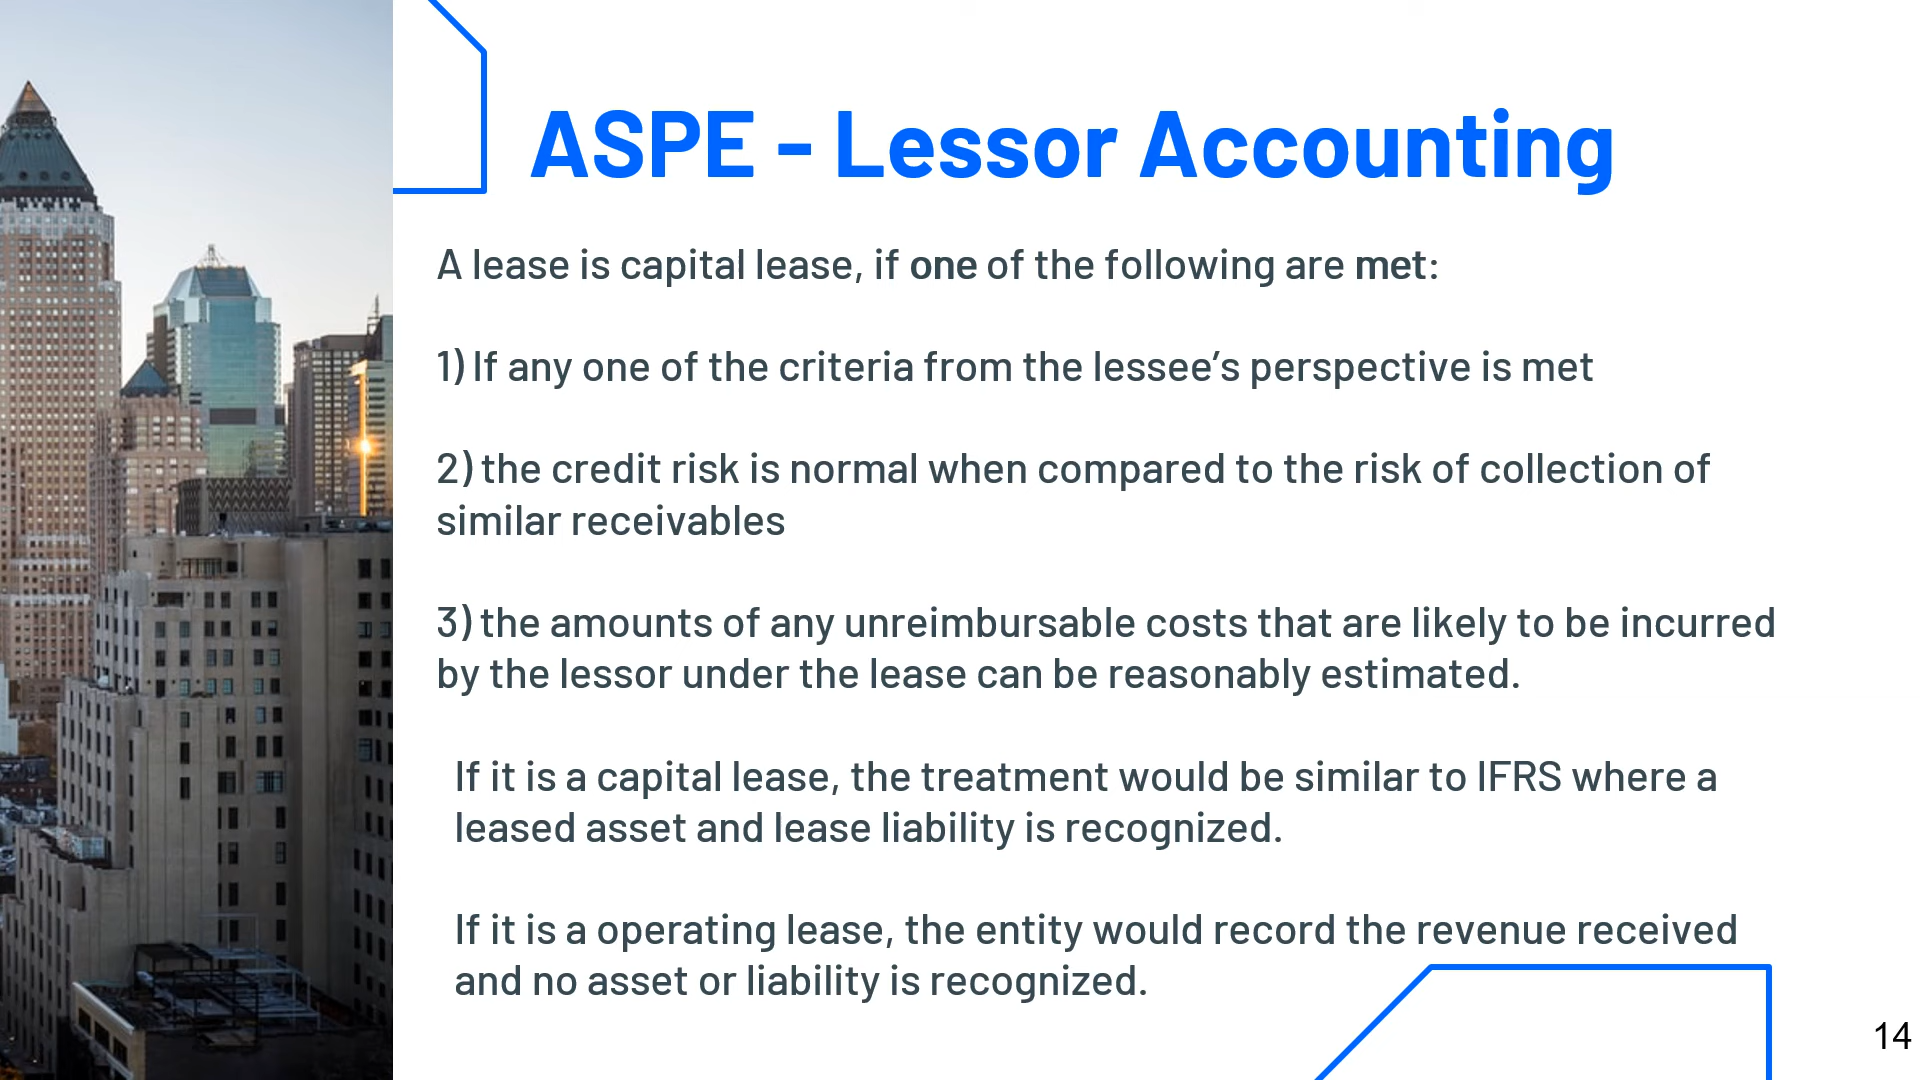 ASPE - Lessor Accounting
A lease is capital lease, if one of the following are met:
1) If any one of the criteria from the lessee’s perspective is met
2) the credit risk is normal when compared to the risk of collection of
similar receivables
3) the amounts of any unreimbursable costs that are likely to be incurred
by the lessor under the lease can be reasonably estimated.
If it is a capital lease, the treatment would be similar to IFRS where a
leased asset and lease liability is recognized.
If it is a operating lease, the entity would record the revenue received
and no asset or liability is recognized.
14